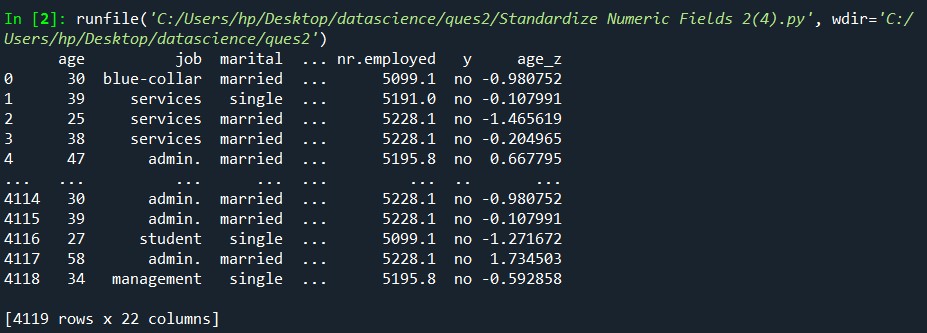 In [2]: runfile('C:/Users/hp/Desktop/datascience/ques2/Standardize Numeric Fields 2(4).py', wdir='C:/
Users/hp/Desktop/datascience/ques2')
age job marital ... nr.employed y age_z
0 30 blue-collar married ... 5099.1 no -0.980752
1 39 services single ... 5191.0 no -0.107991
2 25 services married ... 5228.1 no -1.465619
3 38 services married ... 5228.1 no -0.204965
4 47 admin. married ... 5195.8 no 0.667795
... ... ... ... ... ... .. ...
4114 30 admin. married ... 5228.1 no -0.980752
4115 39 admin. married ... 5228.1 no -0.107991
4116 27 student single ... 5099.1 no -1.271672
4117 58 admin. married ... 5228.1 no 1.734503
4118 34 management single ... 5195.8 no -0.592858
[4119 rows x 22 columns]